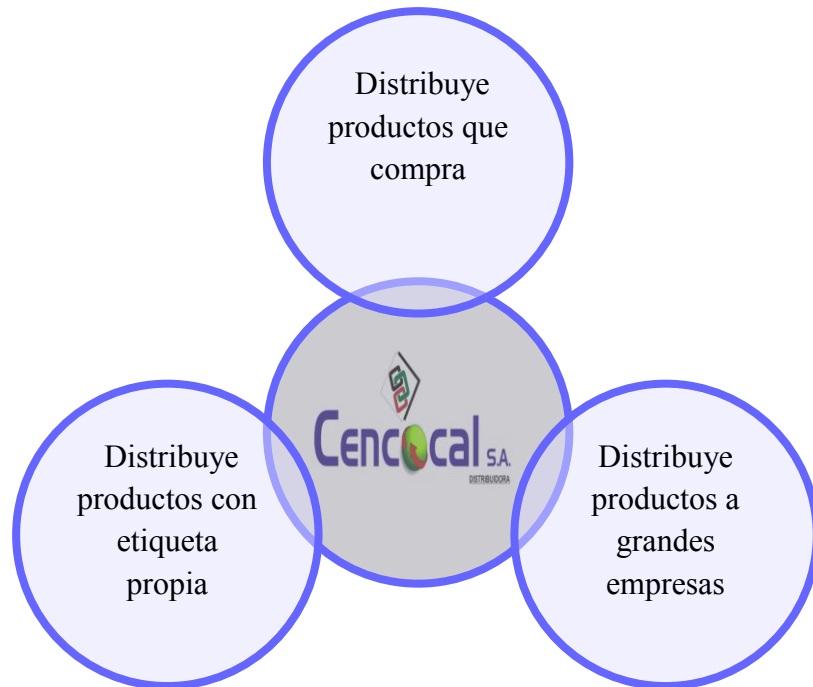 Distribuye
productos que
compra
Cencocal S.A.
DISTRIBUIDORA
Distribuye
productos con
etiqueta
propia
Distribuye
productos a
grandes
empresas